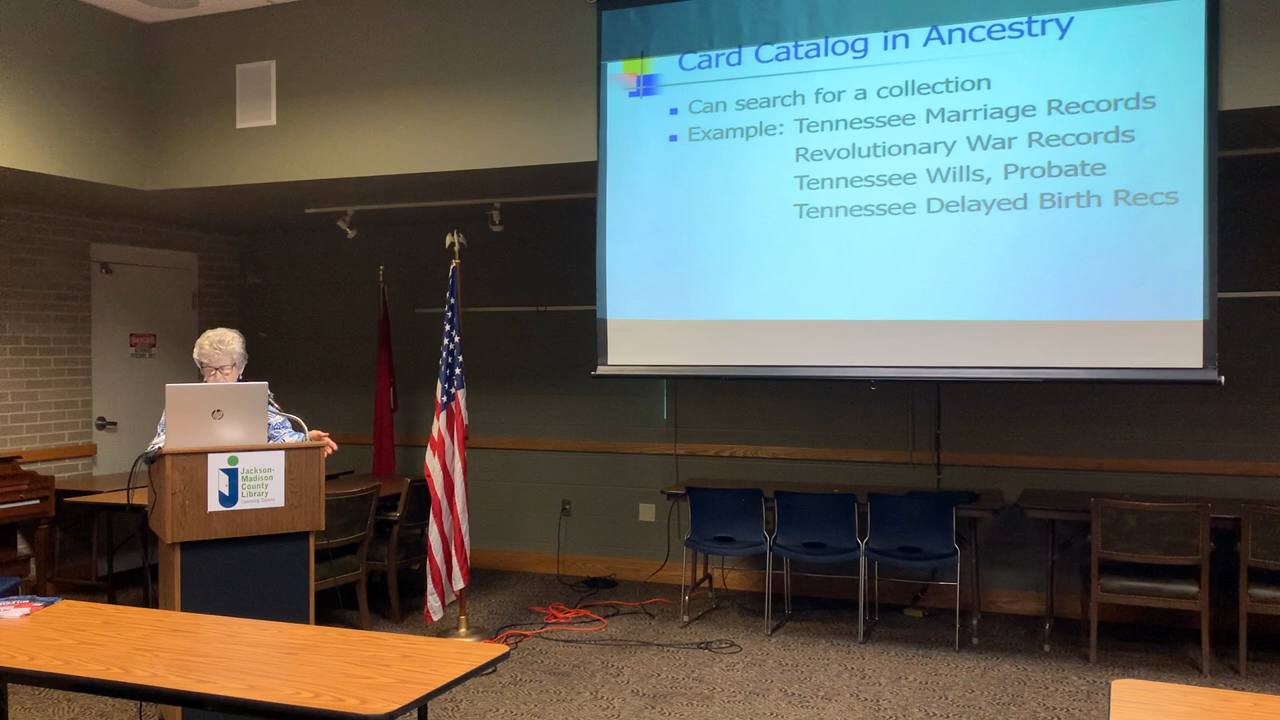 Card Catalog in Ancestry
Can search for a collection
Example: Tennessee Marriage Records
Revolutionary War Records
Tennessee Wills, Probate
Tennessee Delayed Birth Recs
hp
Jackson-
Madison
County
Library